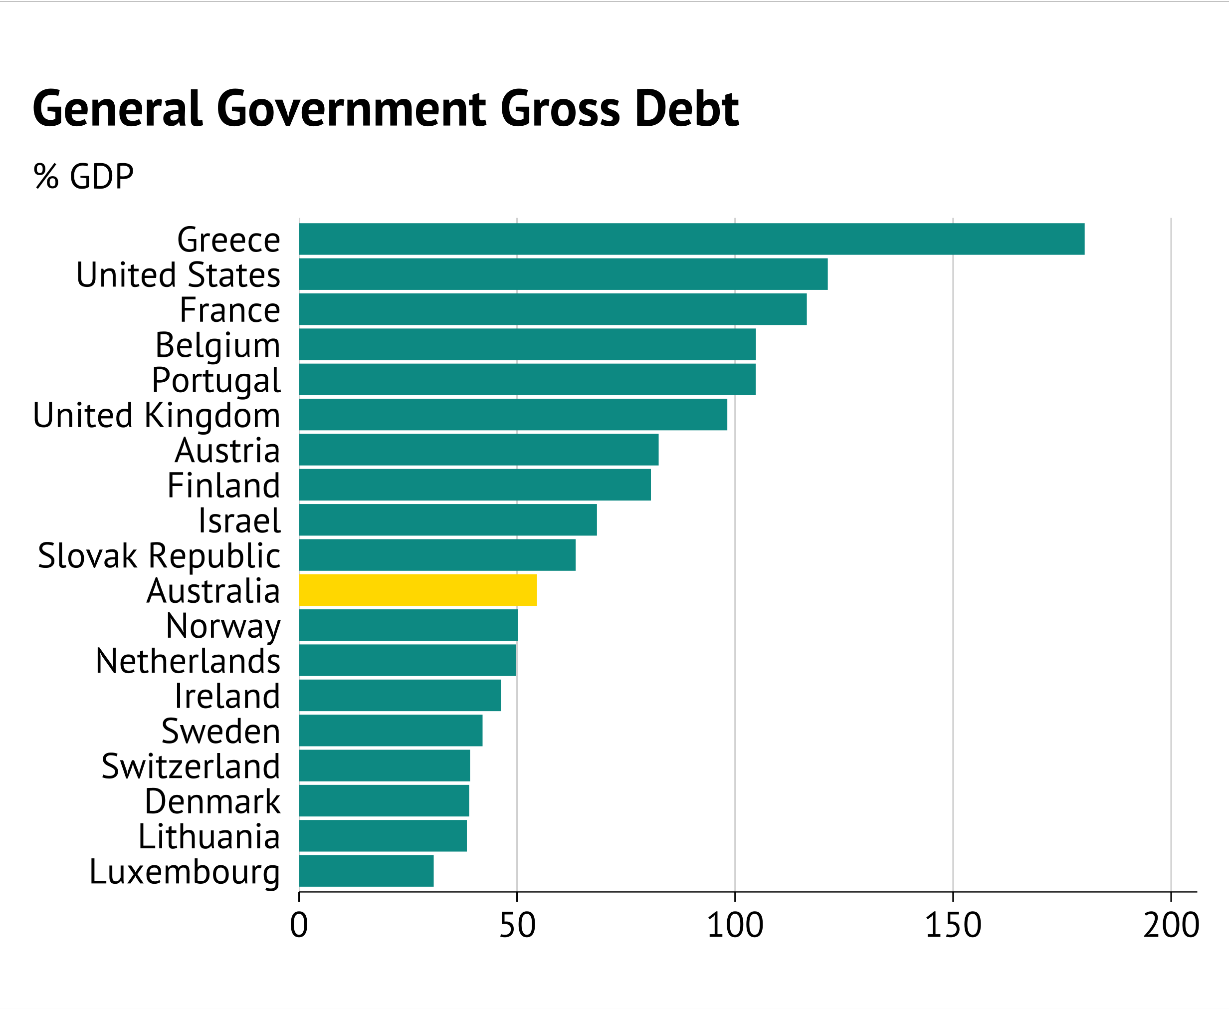 General Government Gross Debt
% GDP
Greece
United States
France
Belgium
Portugal
United Kingdom
Austria
Finland
Israel
Slovak Republic
Australia
Norway
Netherlands
Ireland
Sweden
Switzerland
Denmark
Lithuania
Luxembourg
0 50 100 150 200